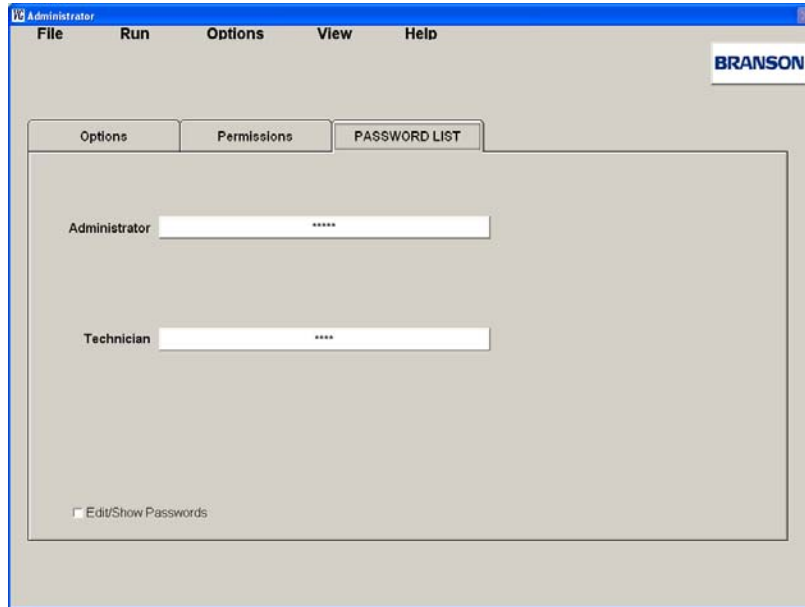 Administrator
File Run Options View Help
BRANSON
Options Permissions PASSWORD LIST
Administrator *****
Technician ****
Edit/Show Passwords